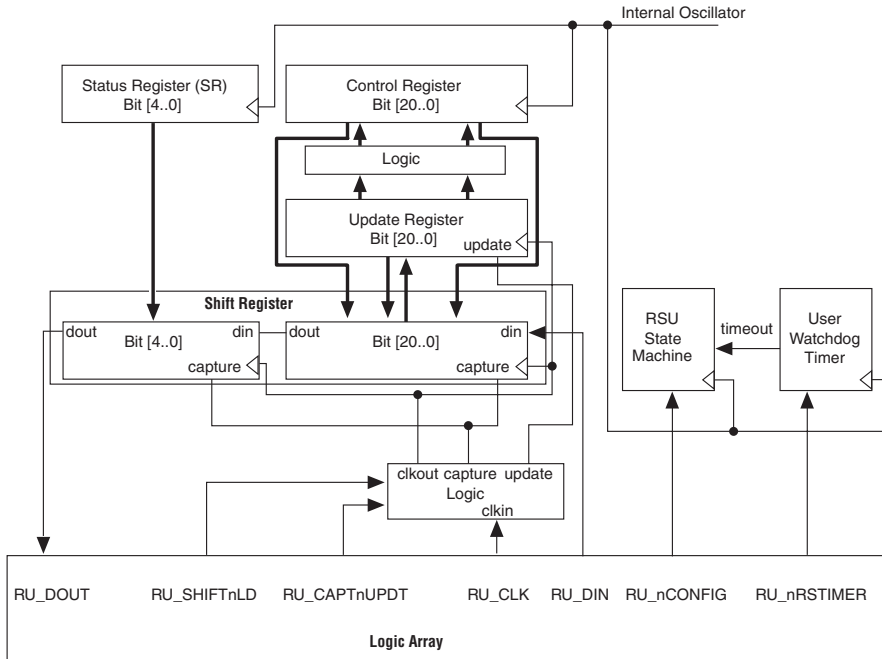 Internal Oscillator
Status Register (SR)
Bit [4..0]
Control Register
Bit [20..0]
Logic
Update Register
Bit [20..0]
update
Shift Register
dout
Bit [4..0]
din
capture
dout
Bit [20..0]
din
capture
RSU
State
Machine
timeout
User
Watchdog
Timer
clkout capture update
Logic
clkin
RU_DOUT
RU_SHIFTnLD
RU_CAPTnUPDT
RU_CLK
RU_DIN
RU_nCONFIG
RU_nRSTIMER
Logic Array